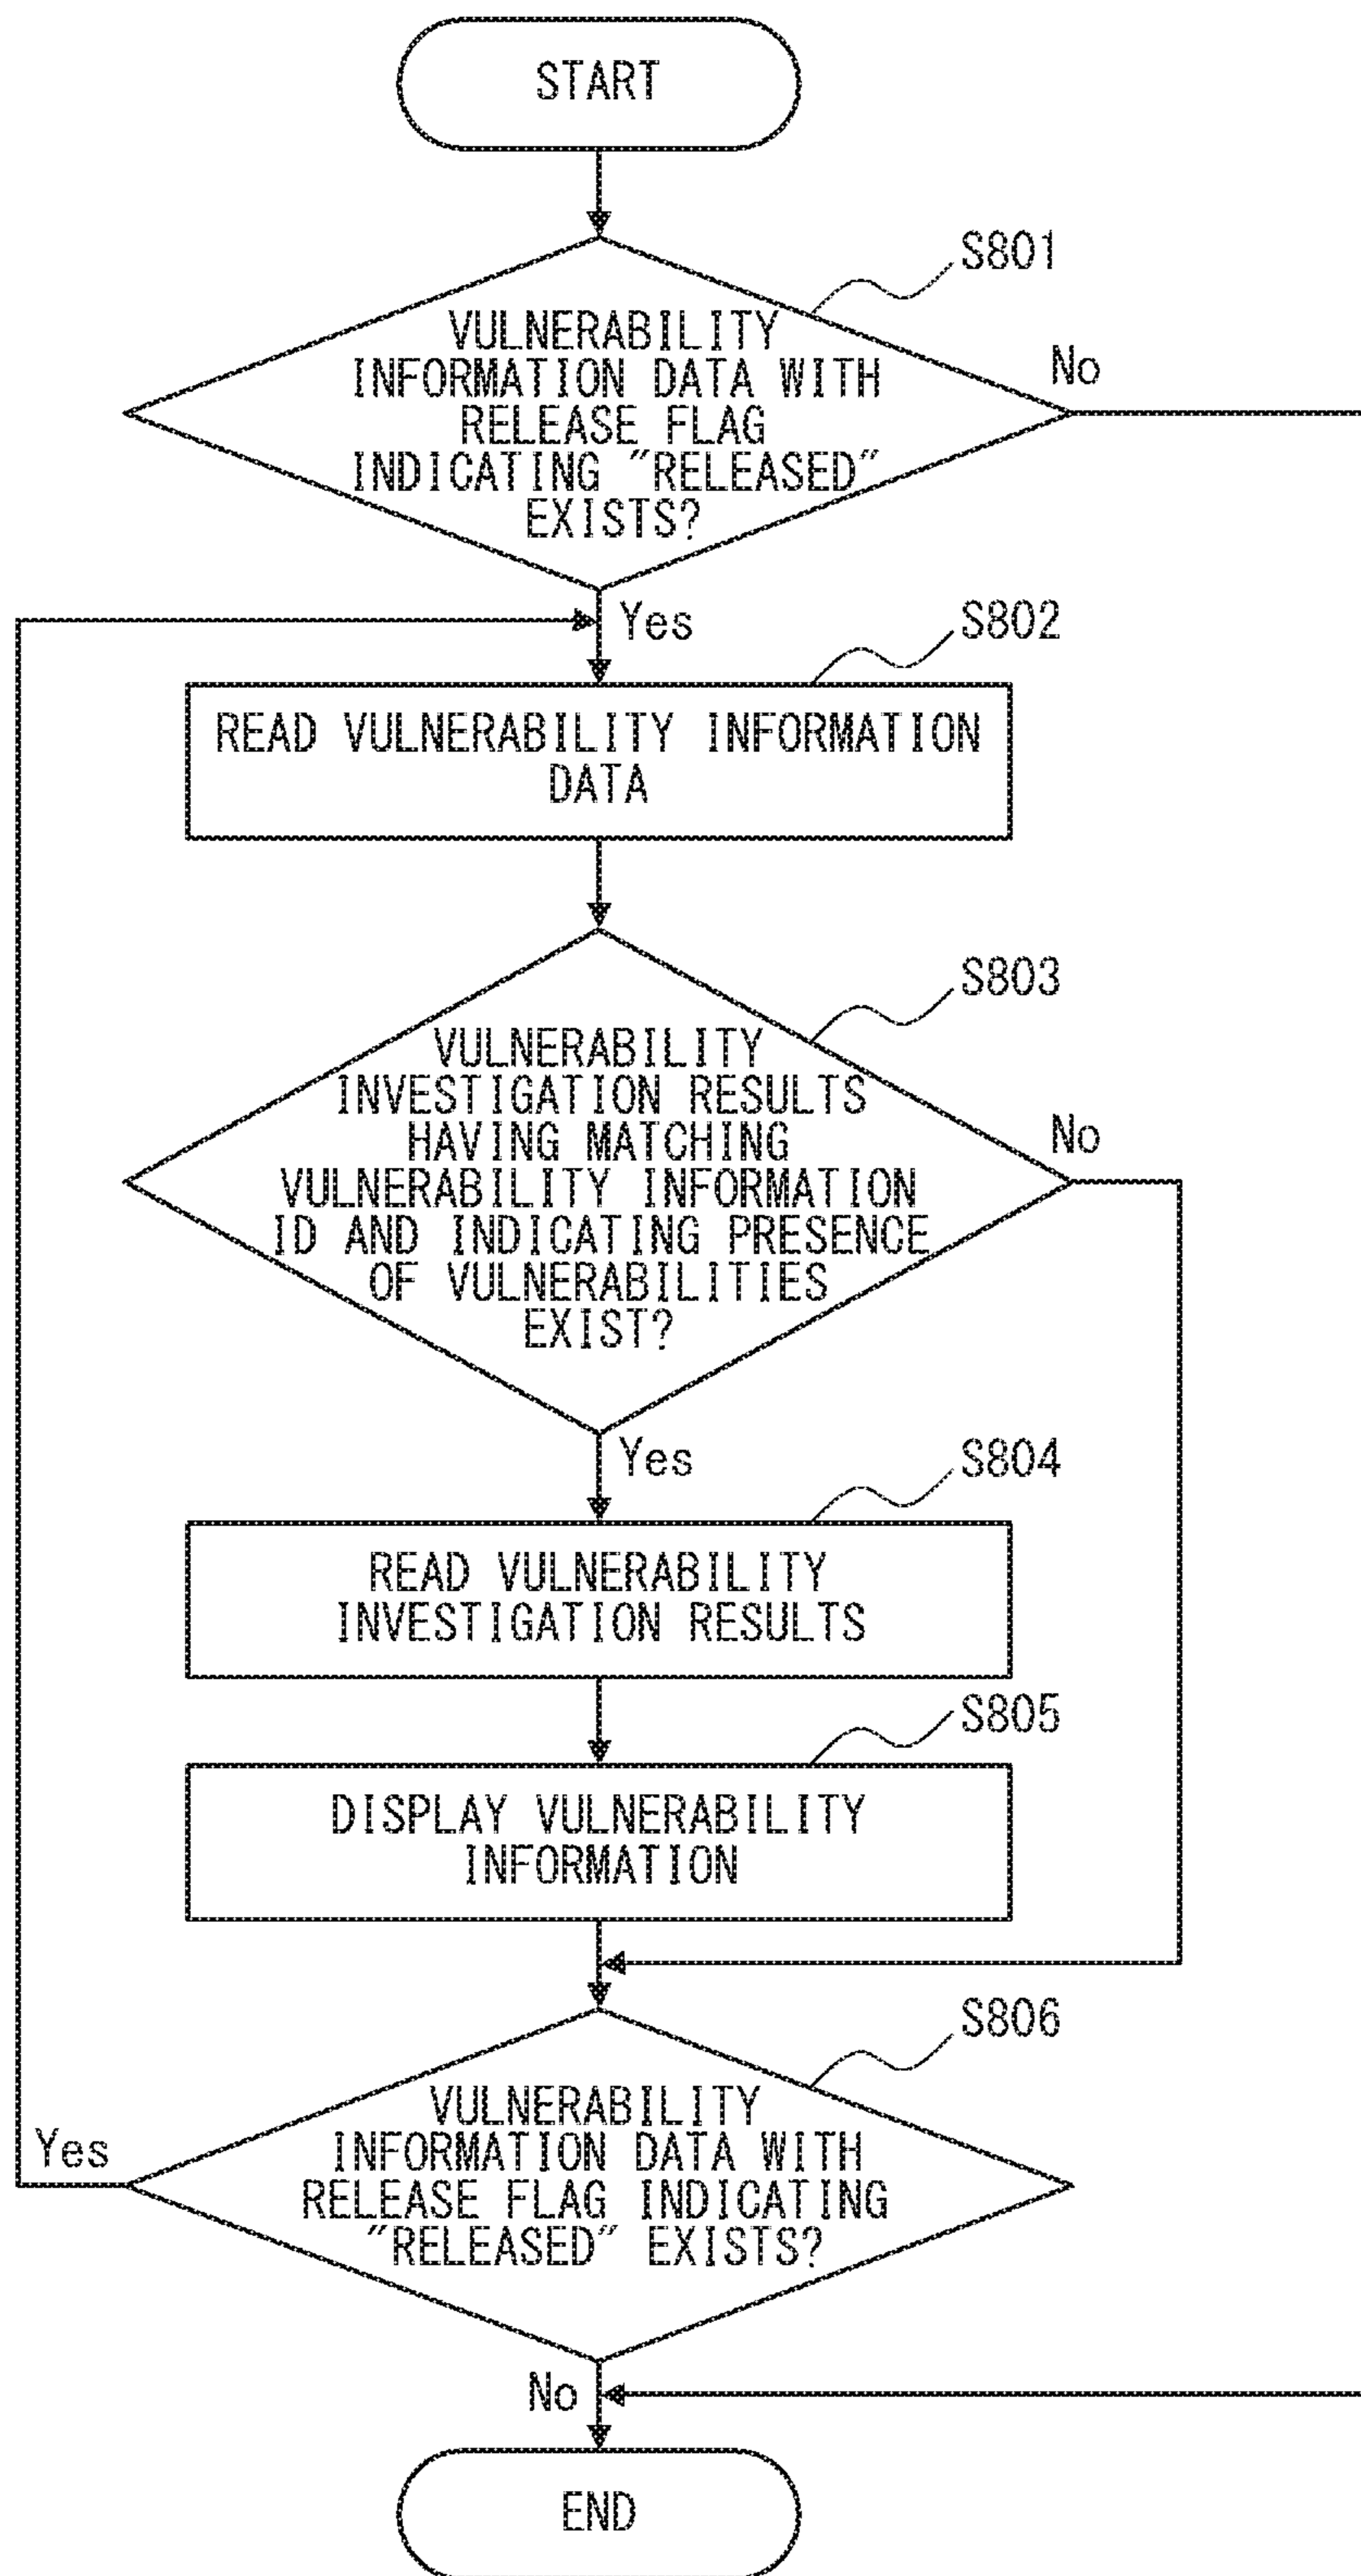 START
S801
VULNERABILITY
INFORMATION DATA WITH
RELEASE FLAG
INDICATING "RELEASED"
EXISTS?
No
Yes
S802
READ VULNERABILITY INFORMATION
DATA
S803
VULNERABILITY
INVESTIGATION RESULTS
HAVING MATCHING
VULNERABILITY INFORMATION
ID AND INDICATING PRESENCE
OF VULNERABILITIES
EXIST?
No
Yes
S804
READ VULNERABILITY
INVESTIGATION RESULTS
S805
DISPLAY VULNERABILITY
INFORMATION
S806
VULNERABILITY
INFORMATION DATA WITH
RELEASE FLAG INDICATING
"RELEASED" EXISTS?
Yes
No
END